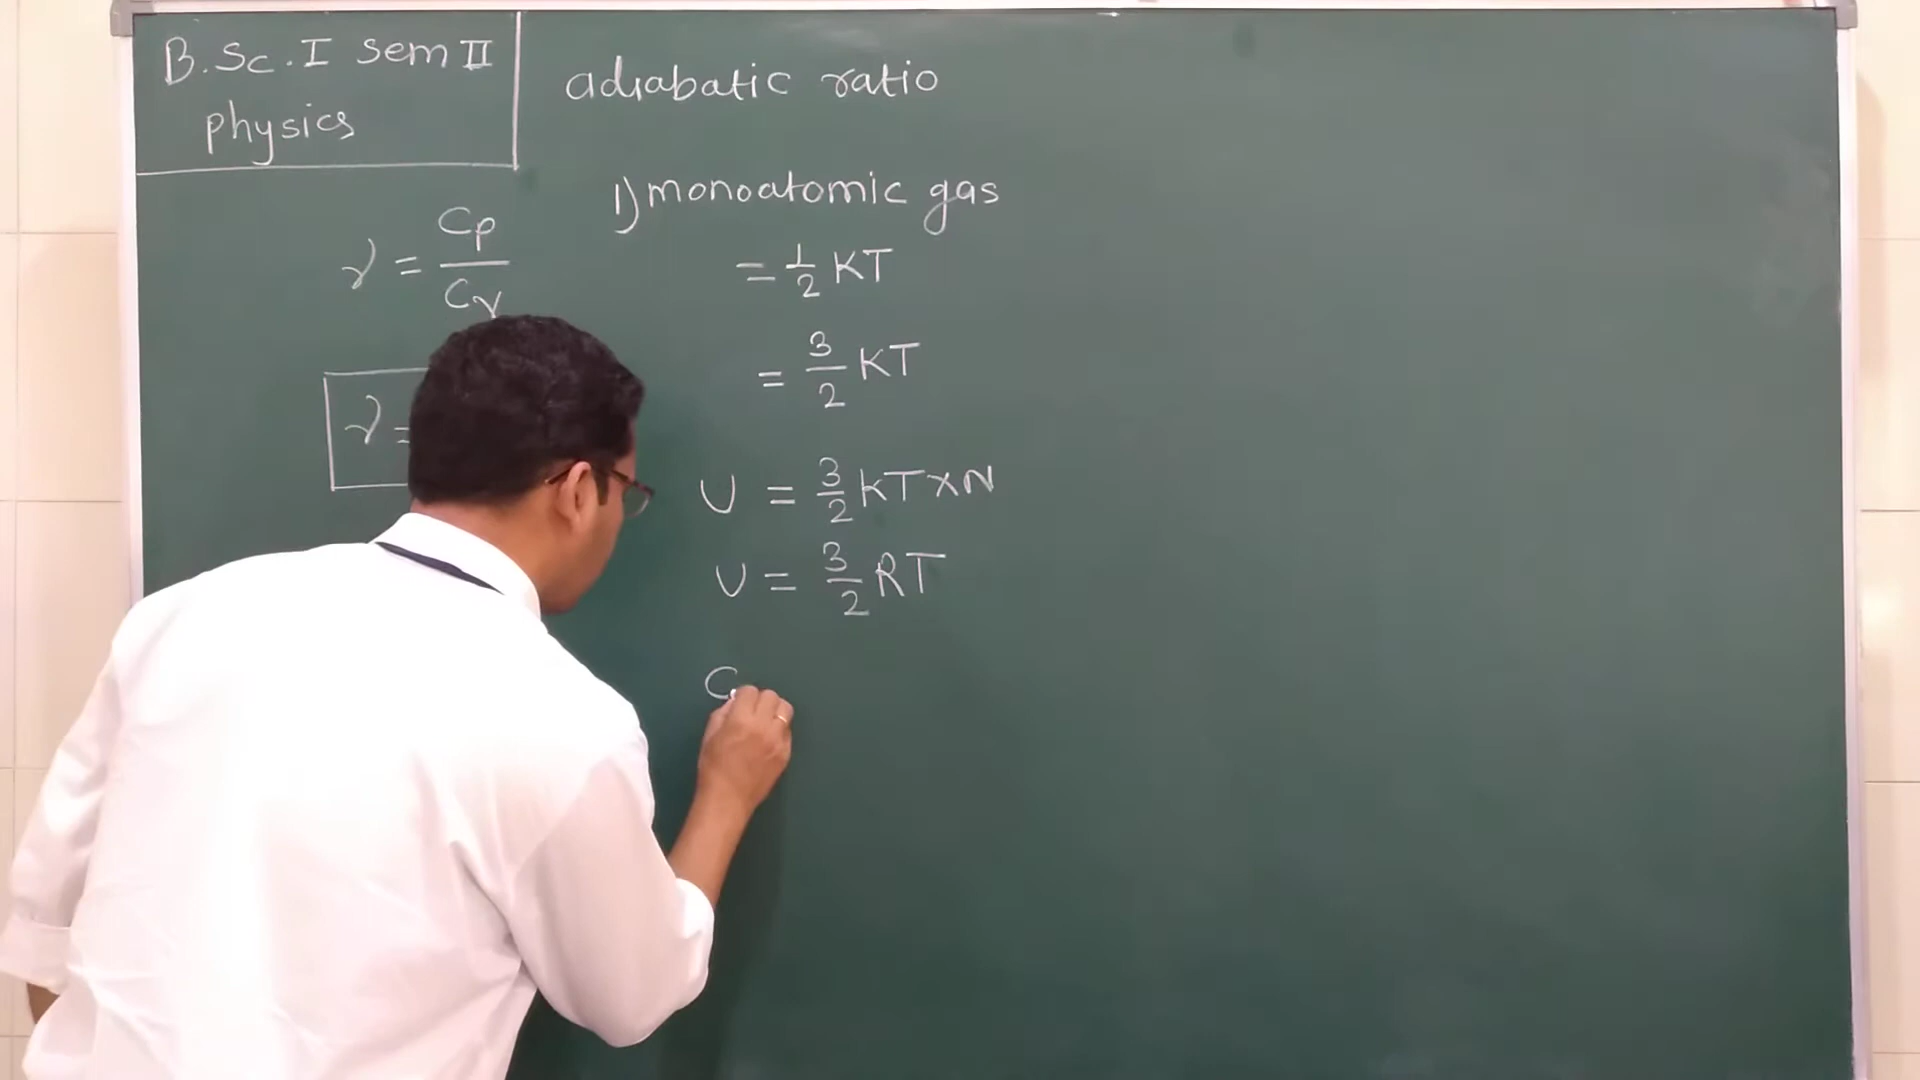 B.Sc.I Sem II
physics
adiabatic ratio
γ = Cp/Cv
γ =
1) monoatomic gas
= 1/2 KT
= 3/2 KT
U = 3/2 KT×N
U = 3/2 RT
C